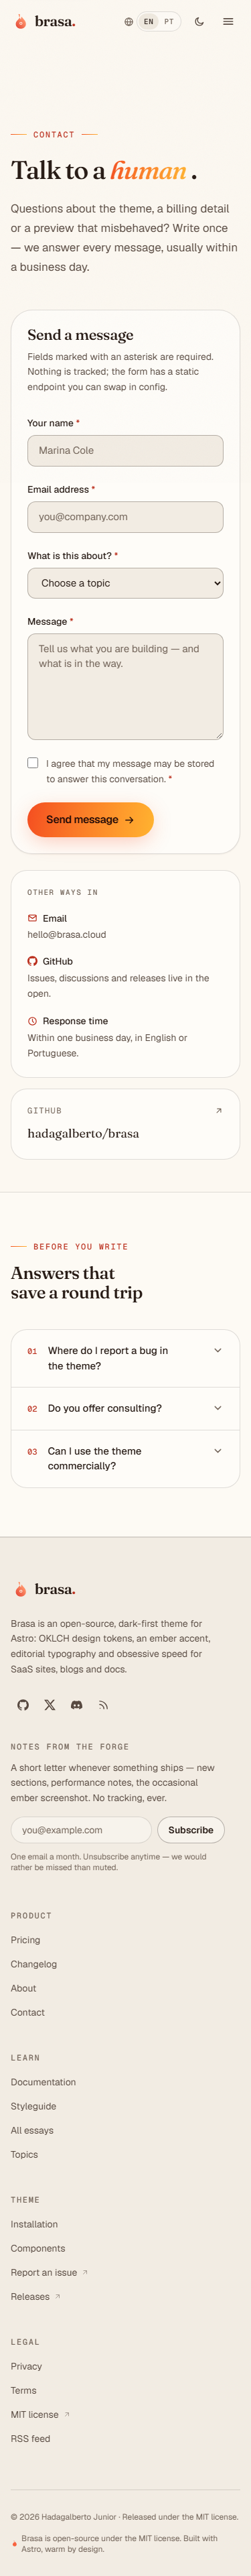 brasa.
EN PT
CONTACT
Talk to a human .
Questions about the theme, a billing detail
or a preview that misbehaved? Write once
— we answer every message, usually within
a business day.
Send a message
Fields marked with an asterisk are required.
Nothing is tracked; the form has a static
endpoint you can swap in config.
Your name *
Marina Cole
Email address *
you@company.com
What is this about? *
Choose a topic
Message *
Tell us what you are building — and
what is in the way.
I agree that my message may be stored
to answer this conversation. *
Send message →
OTHER WAYS IN
Email
hello@brasa.cloud
GitHub
Issues, discussions and releases live in the
open.
Response time
Within one business day, in English or
Portuguese.
GITHUB ↗
hadagalberto/brasa
BEFORE YOU WRITE
Answers that
save a round trip
01 Where do I report a bug in
the theme?
02 Do you offer consulting?
03 Can I use the theme
commercially?
brasa.
Brasa is an open-source, dark-first theme for
Astro: OKLCH design tokens, an ember accent,
editorial typography and obsessive speed for
SaaS sites, blogs and docs.
NOTES FROM THE FORGE
A short letter whenever something ships — new
sections, performance notes, the occasional
ember screenshot. No tracking, ever.
you@example.com Subscribe
One email a month. Unsubscribe anytime — we would
rather be missed than muted.
PRODUCT
Pricing
Changelog
About
Contact
LEARN
Documentation
Styleguide
All essays
Topics
THEME
Installation
Components
Report an issue ↗
Releases ↗
LEGAL
Privacy
Terms
MIT license ↗
RSS feed
© 2026 Hadagalberto Junior · Released under the MIT license.
Brasa is open-source under the MIT license. Built with
Astro, warm by design.